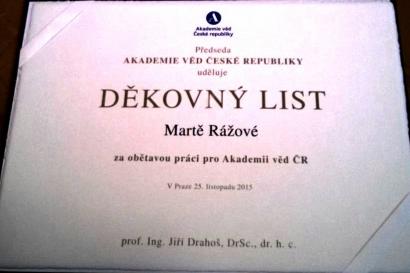 Akademie věd
České republiky
Předseda
AKADEMIE VĚD ČESKÉ REPUBLIKY
uděluje
DĚKOVNÝ LIST
Martě Rážové
za obětavou práci pro Akademii věd ČR
V Praze 25. listopadu 2015
prof. Ing. Jiří Drahoš, DrSc., dr. h. c.